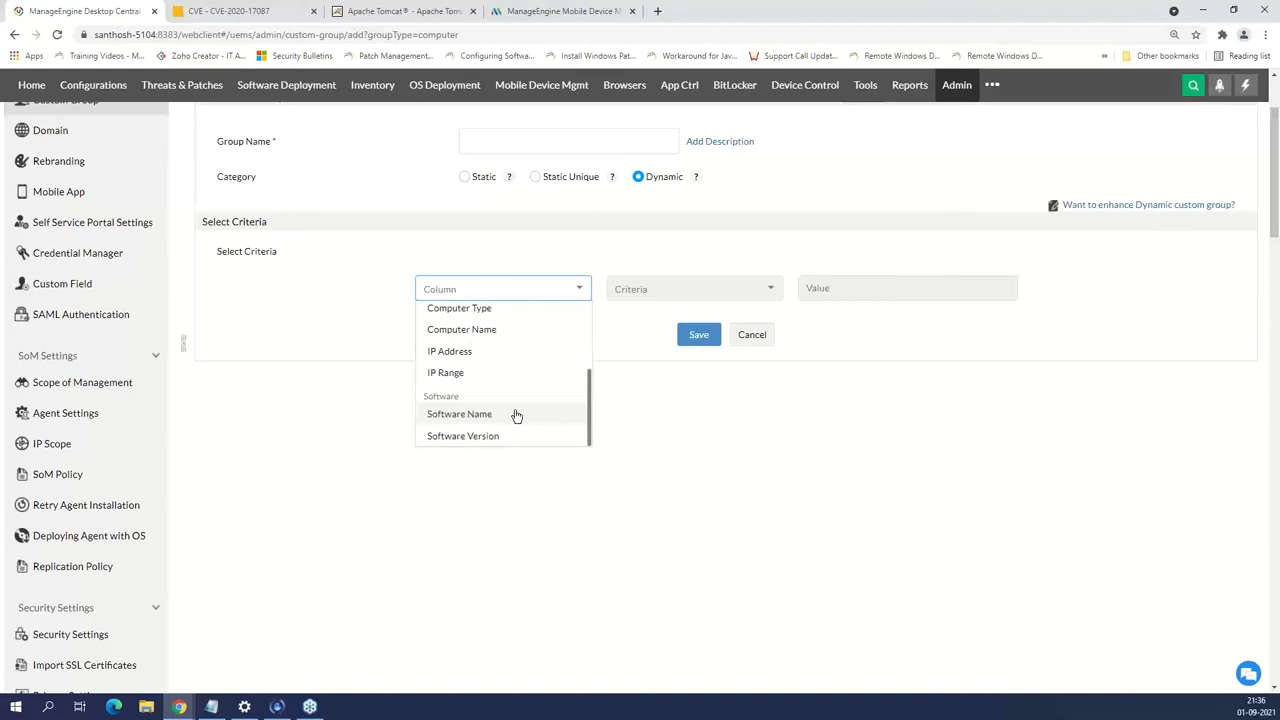 ManageEngine Desktop Central
CVE - CVE-2020-17087
Apache Tomcat® - Apache Tom
ManageEngine Mobile Device M
santhosh-5104:8383/webclient#/uems/admin/custom-group/add?groupType=computer
Apps
Training Videos - M...
Zoho Creator - IT A...
Security Bulletins
Patch Management...
Configuring Softwa...
Install Windows Pat...
Workaround for Jav...
Support Call Updat...
Remote Windows D...
Remote Windows D...
»
Other bookmarks
Reading list
Home
Configurations
Threats & Patches
Software Deployment
Inventory
OS Deployment
Mobile Device Mgmt
Browsers
App Ctrl
BitLocker
Device Control
Tools
Reports
Admin
•••
Custom Group
Domain
Rebranding
Mobile App
Self Service Portal Settings
Credential Manager
Custom Field
SAML Authentication
SoM Settings
Scope of Management
Agent Settings
IP Scope
SoM Policy
Retry Agent Installation
Deploying Agent with OS
Replication Policy
Security Settings
Security Settings
Import SSL Certificates
Group Name *
Add Description
Category
Static ?
Static Unique ?
Dynamic ?
Want to enhance Dynamic custom group?
Select Criteria
Select Criteria
Column
Criteria
Value
Computer Type
Computer Name
IP Address
IP Range
Software
Software Name
Software Version
Save
Cancel
21:36
01-09-2021